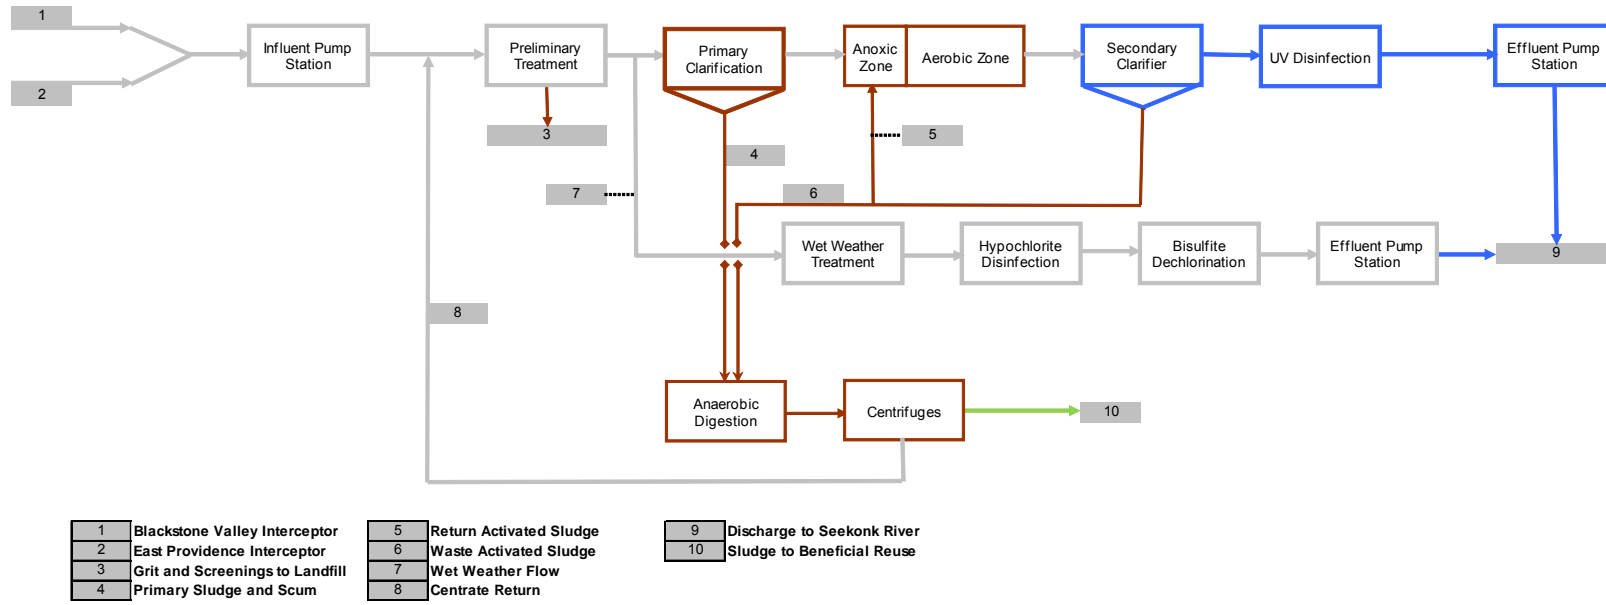 1
2
Influent Pump
Station
Preliminary
Treatment
Primary
Clarification
Anoxic
Zone
Aerobic Zone
Secondary
Clarifier
UV Disinfection
Effluent Pump
Station
3
4
5
6
7
Wet Weather
Treatment
Hypochlorite
Disinfection
Bisulfite
Dechlorination
Effluent Pump
Station
9
8
Anaerobic
Digestion
Centrifuges
10
1 Blackstone Valley Interceptor
2 East Providence Interceptor
3 Grit and Screenings to Landfill
4 Primary Sludge and Scum
5 Return Activated Sludge
6 Waste Activated Sludge
7 Wet Weather Flow
8 Centrate Return
9 Discharge to Seekonk River
10 Sludge to Beneficial Reuse